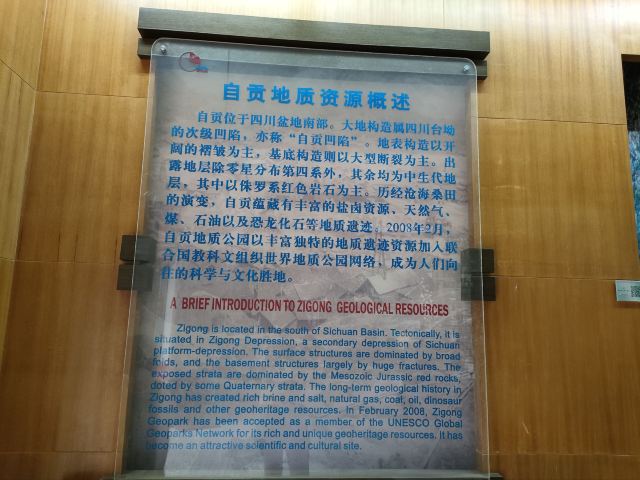 自贡地质资源概述
自贡位于四川盆地南部。大地构造属四川台坳
的次级凹陷，亦称“自贡凹陷”。地表构造以开
阔的褶皱为主，基底构造则以大型断裂为主。出
露地层除零星分布第四系外，其余均为中生代地
层，其中以侏罗系红色岩石为主。历经沧海桑田
的演变，自贡蕴藏有丰富的盐卤资源、天然气、
煤、石油以及恐龙化石等地质遗迹。2008年2月，
自贡地质公园以丰富独特的地质遗迹资源加入联
合国教科文组织世界地质公园网络，成为人们向
往的科学与文化胜地。
A BRIEF INTRODUCTION TO ZIGONG GEOLOGICAL RESOURCES
Zigong is located in the south of Sichuan Basin. Tectonically, it is
situated in Zigong Depression, a secondary depression of Sichuan
platform-depression. The surface structures are dominated by broad
folds, and the basement structures largely by huge fractures. The
exposed strata are dominated by the Mesozoic Jurassic red rocks,
doted by some Quaternary strata. The long-term geological history in
Zigong has created rich brine and salt, natural gas, coal, oil, dinosaur
fossils and other geoheritage resources. In February 2008, Zigong
Geopark has been accepted as a member of the UNESCO Global
Geoparks Network for its rich and unique geoheritage resources. It has
become an attractive scientific and cultural site.